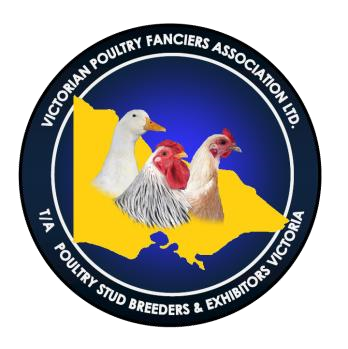 VICTORIAN POULTRY FANCIERS ASSOCIATION LTD.
T/A POULTRY STUD BREEDERS & EXHIBITORS VICTORIA